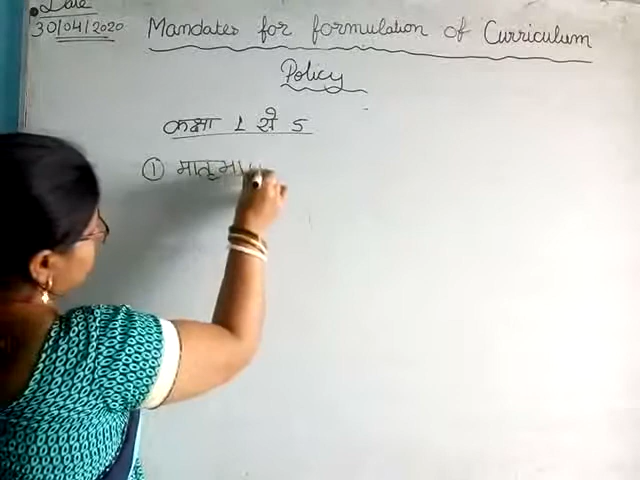 Date
30/04/2020
Mandates for formulation of Curriculum
Policy
कक्षा 1 से 5
① मातृभा